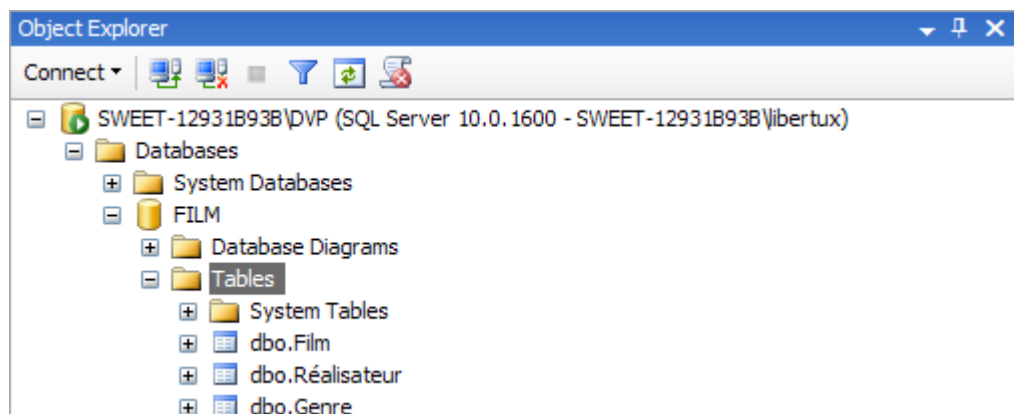 Object Explorer
Connect
SWEET-12931B93B\DVP (SQL Server 10.0.1600 - SWEET-12931B93B\libertux)
Databases
System Databases
FILM
Database Diagrams
Tables
System Tables
dbo.Film
dbo.Réalisateur
dbo.Genre